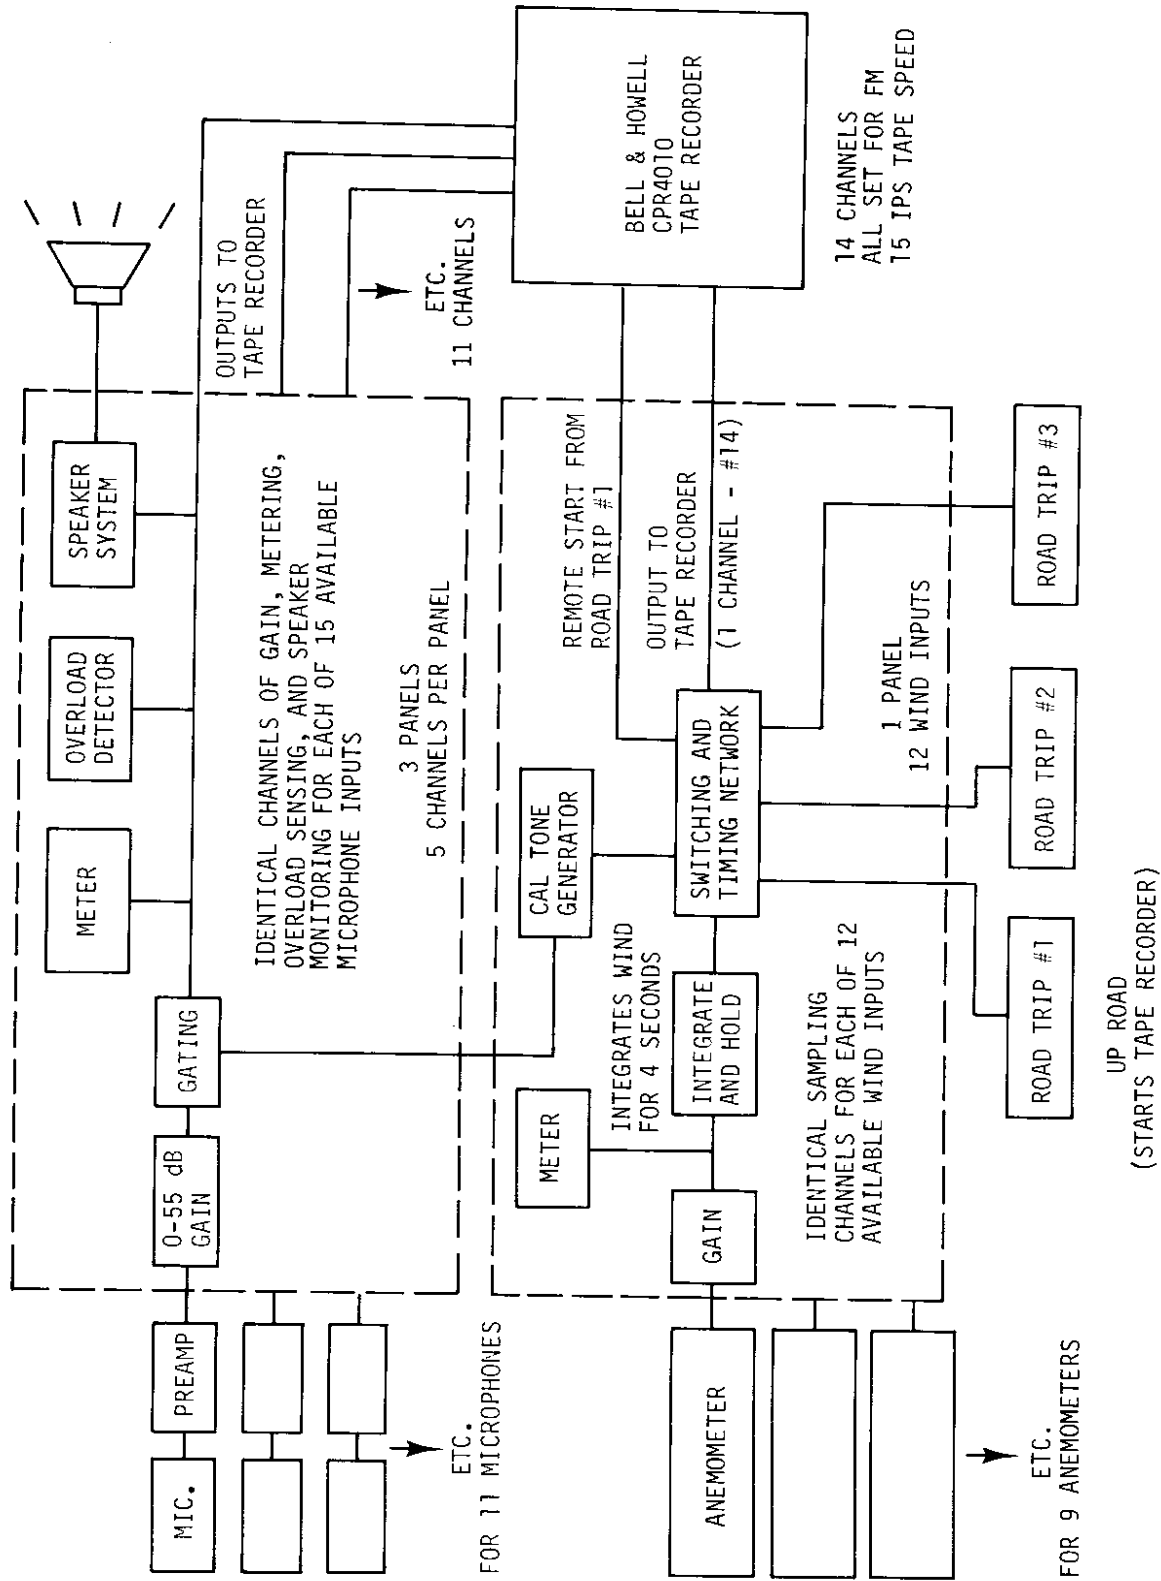 MIC.
PREAMP
0-55 dB
GAIN
GATING
METER
OVERLOAD
DETECTOR
SPEAKER
SYSTEM
OUTPUTS TO
TAPE RECORDER
IDENTICAL CHANNELS OF GAIN, METERING,
OVERLOAD SENSING, AND SPEAKER
MONITORING FOR EACH OF 15 AVAILABLE
MICROPHONE INPUTS
3 PANELS
5 CHANNELS PER PANEL
ETC.
11 CHANNELS
ETC.
FOR 11 MICROPHONES
BELL & HOWELL
CPR4010
TAPE RECORDER
14 CHANNELS
ALL SET FOR FM
15 IPS TAPE SPEED
METER
INTEGRATES WIND
FOR 4 SECONDS
CAL TONE
GENERATOR
REMOTE START FROM
ROAD TRIP #1
OUTPUT TO
TAPE RECORDER
(1 CHANNEL - #14)
ANEMOMETER
GAIN
INTEGRATE
AND HOLD
SWITCHING AND
TIMING NETWORK
IDENTICAL SAMPLING
CHANNELS FOR EACH OF 12
AVAILABLE WIND INPUTS
1 PANEL
12 WIND INPUTS
ETC.
FOR 9 ANEMOMETERS
ROAD TRIP #1
ROAD TRIP #2
ROAD TRIP #3
UP ROAD
(STARTS TAPE RECORDER)